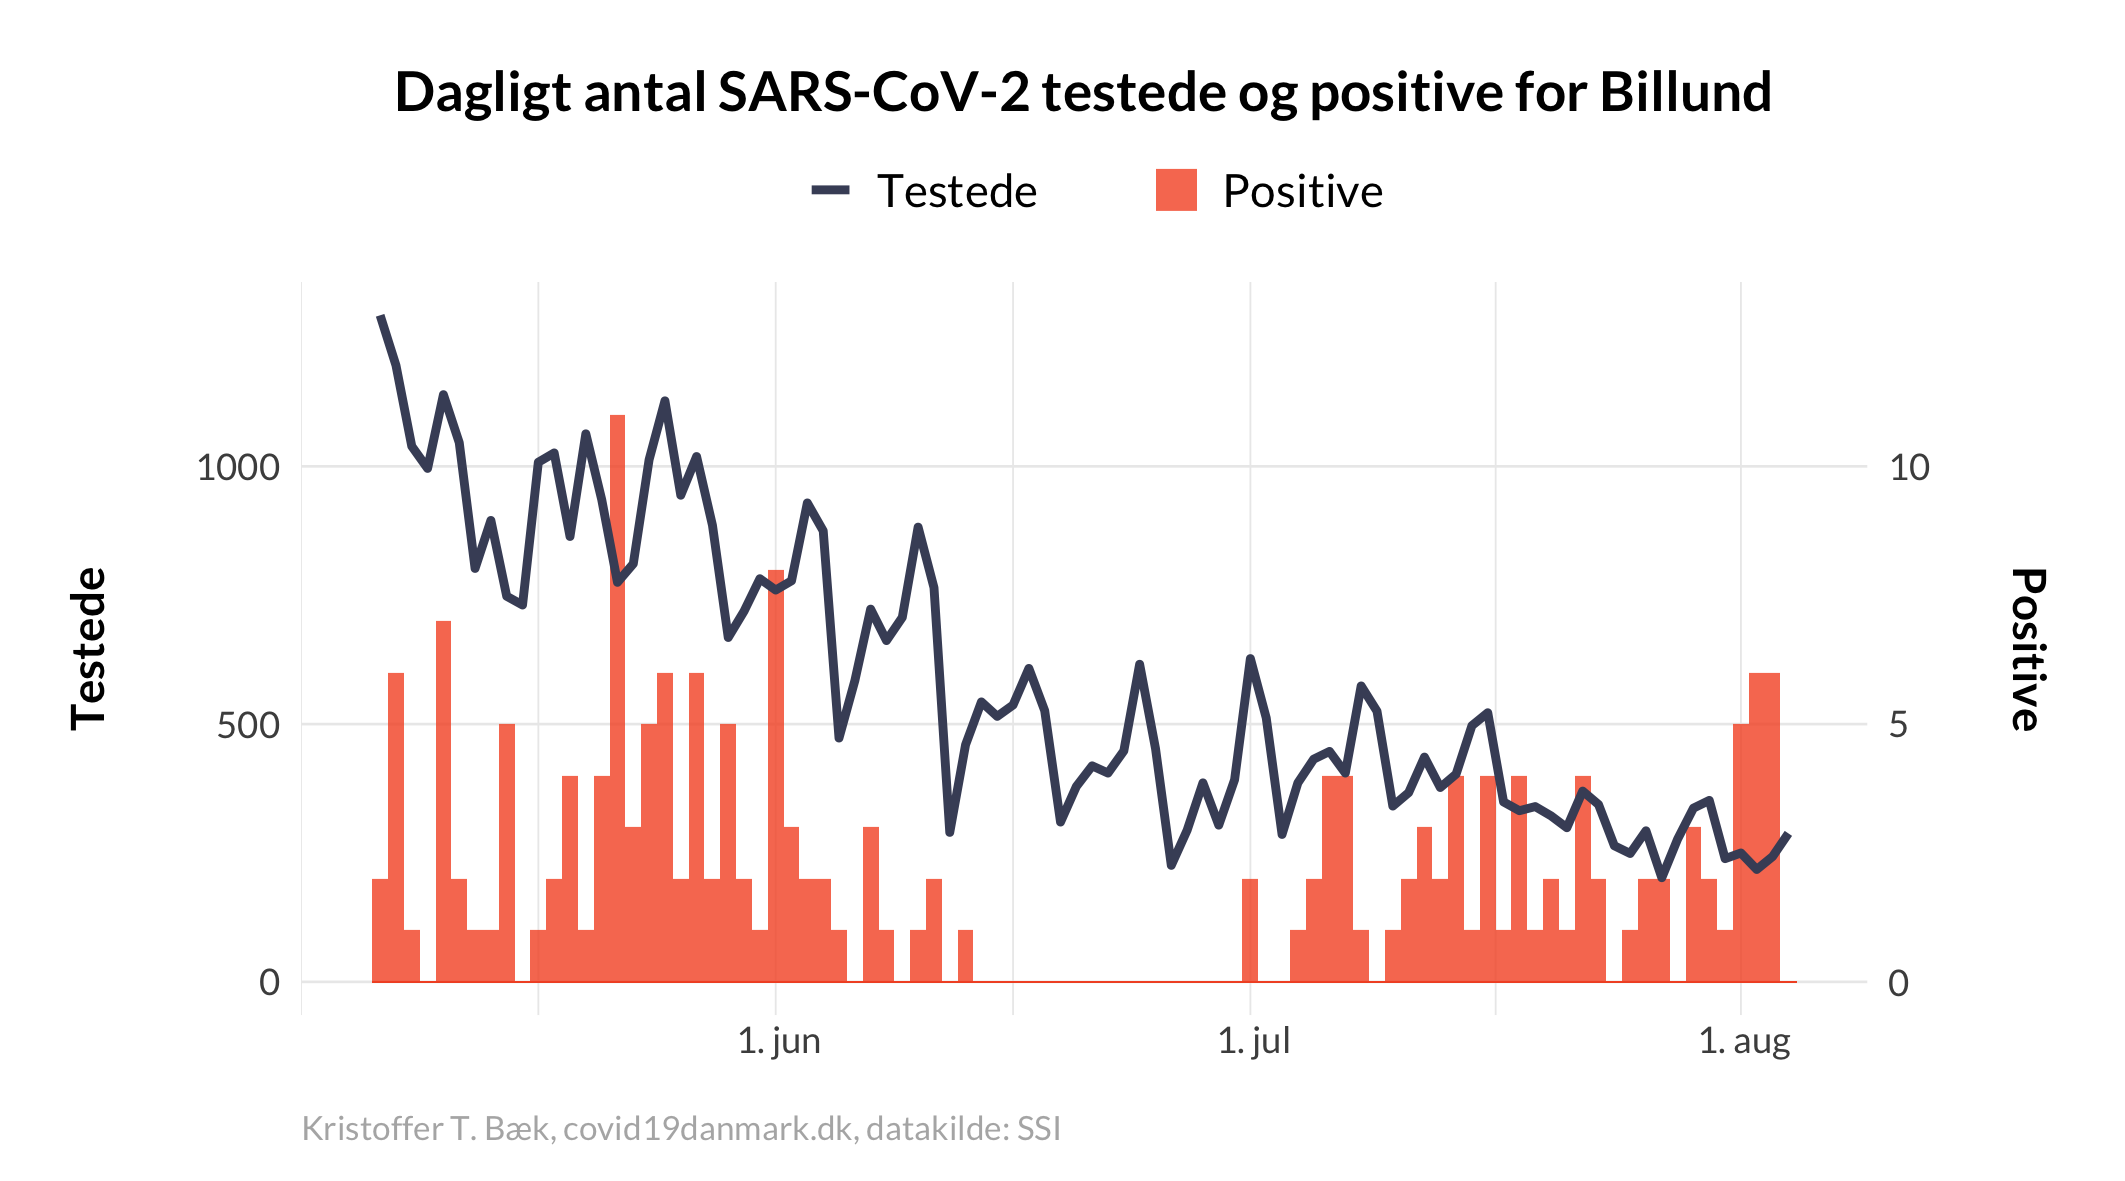 Dagligt antal SARS-CoV-2 testede og positive for Billund
Testede
Positive
Testede
1000
500
0
10
5
0
Positive
1. jun
1. jul
1. aug
Kristoffer T. Bæk, covid19danmark.dk, datakilde: SSI